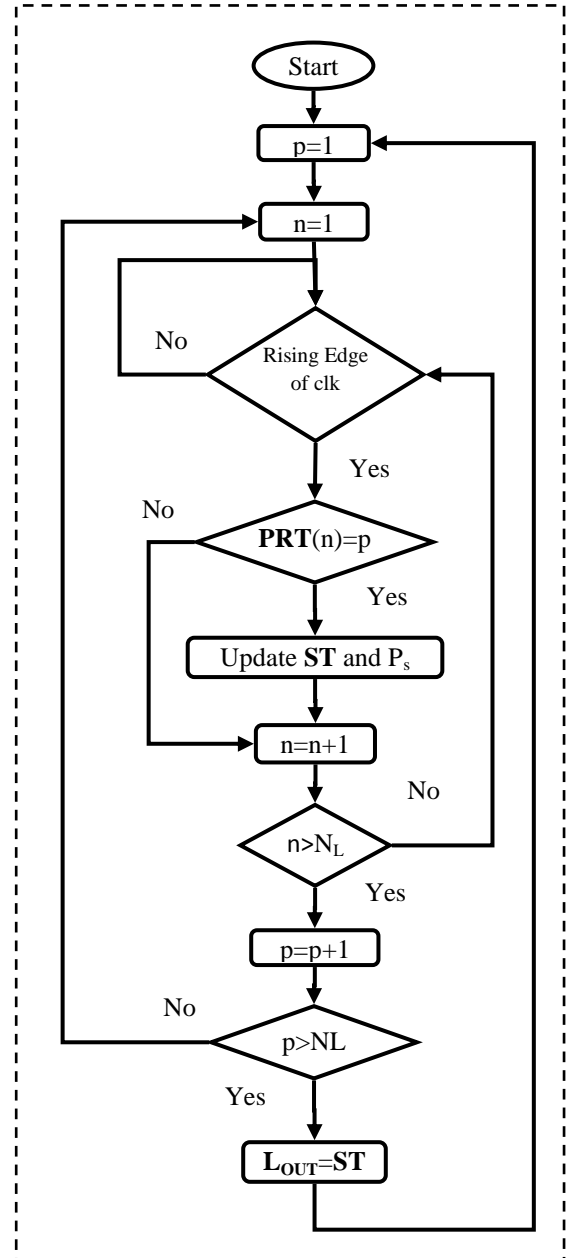 Start
p=1
n=1
No
Rising Edge
of clk
Yes
No
PRT(n)=p
Yes
Update ST and Ps
n=n+1
No
n>NL
Yes
p=p+1
No
p>NL
Yes
LOUT=ST